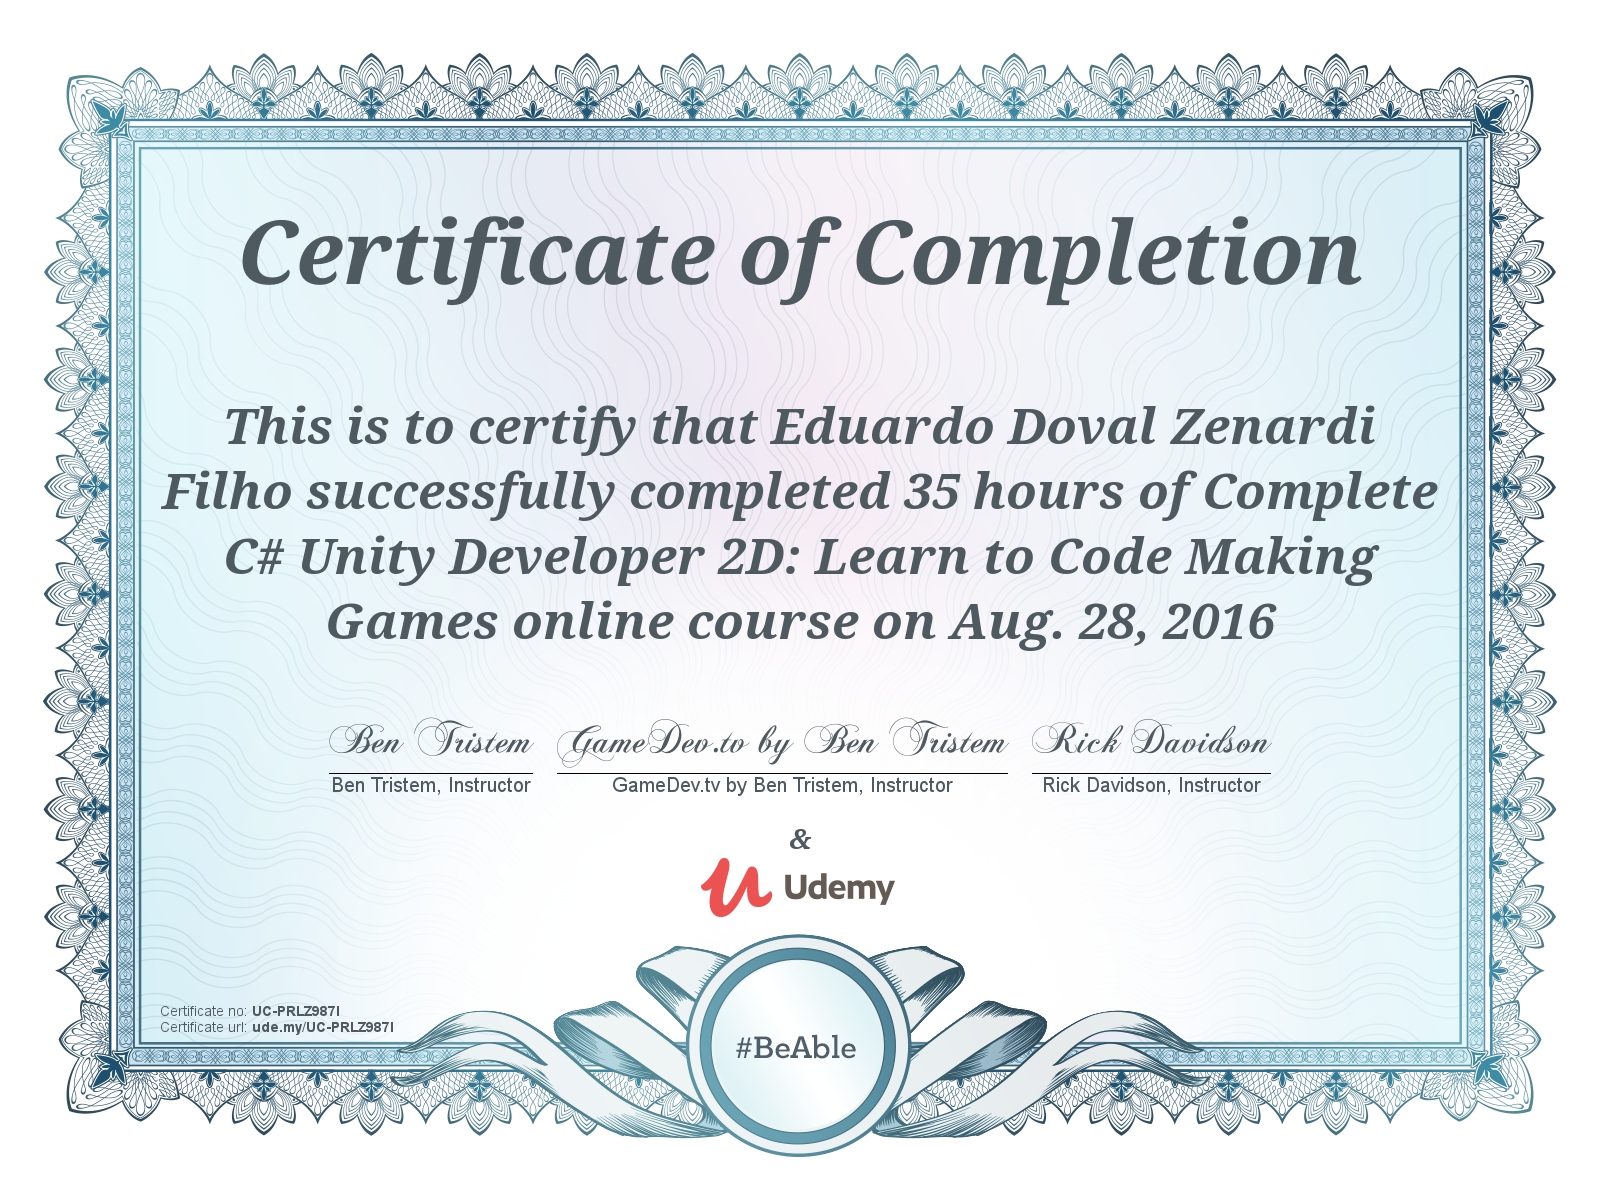 Certificate of Completion
This is to certify that Eduardo Doval Zenardi
Filho successfully completed 35 hours of Complete
C# Unity Developer 2D: Learn to Code Making
Games online course on Aug. 28, 2016
Ben Tristem GameDev.tv by Ben Tristem Rick Davidson
Ben Tristem, Instructor GameDev.tv by Ben Tristem, Instructor Rick Davidson, Instructor
&
Udemy
Certificate no: UC-PRLZ987I
Certificate url: ude.my/UC-PRLZ987I
#BeAble